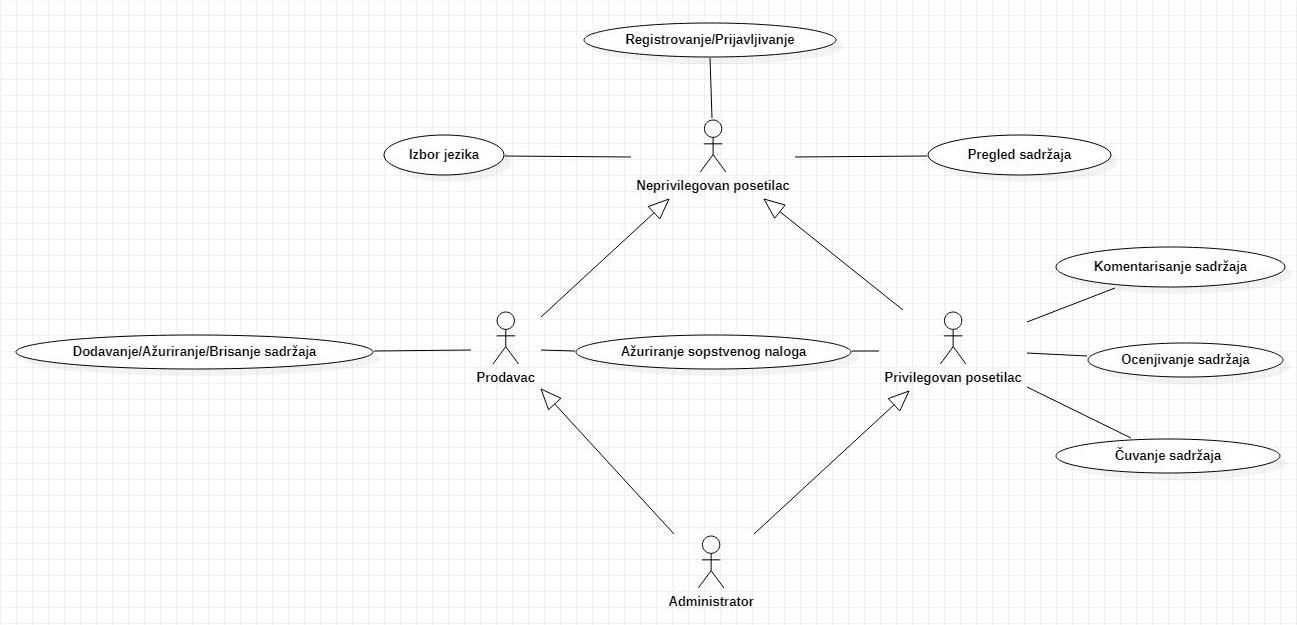 Registrovanje/Prijavljivanje
Izbor jezika
Pregled sadržaja
Neprivilegovan posetilac
Komentarisanje sadržaja
Dodavanje/Ažuriranje/Brisanje sadržaja
Ažuriranje sopstvenog naloga
Ocenjivanje sadržaja
Prodavac
Privilegovan posetilac
Čuvanje sadržaja
Administrator